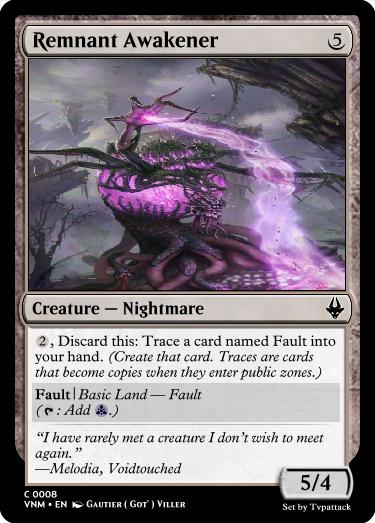 Remnant Awakener 5
Creature — Nightmare
2, Discard this: Trace a card named Fault into
your hand. (Create that card. Traces are cards
that become copies when they enter public zones.)
Fault | Basic Land — Fault
( : Add .)
"I have rarely met a creature I don't wish to meet
again."
—Melodia, Voidtouched
5/4
C 0008
VNM • EN Gautier ( Got' ) Viller
Set by Tvpattack